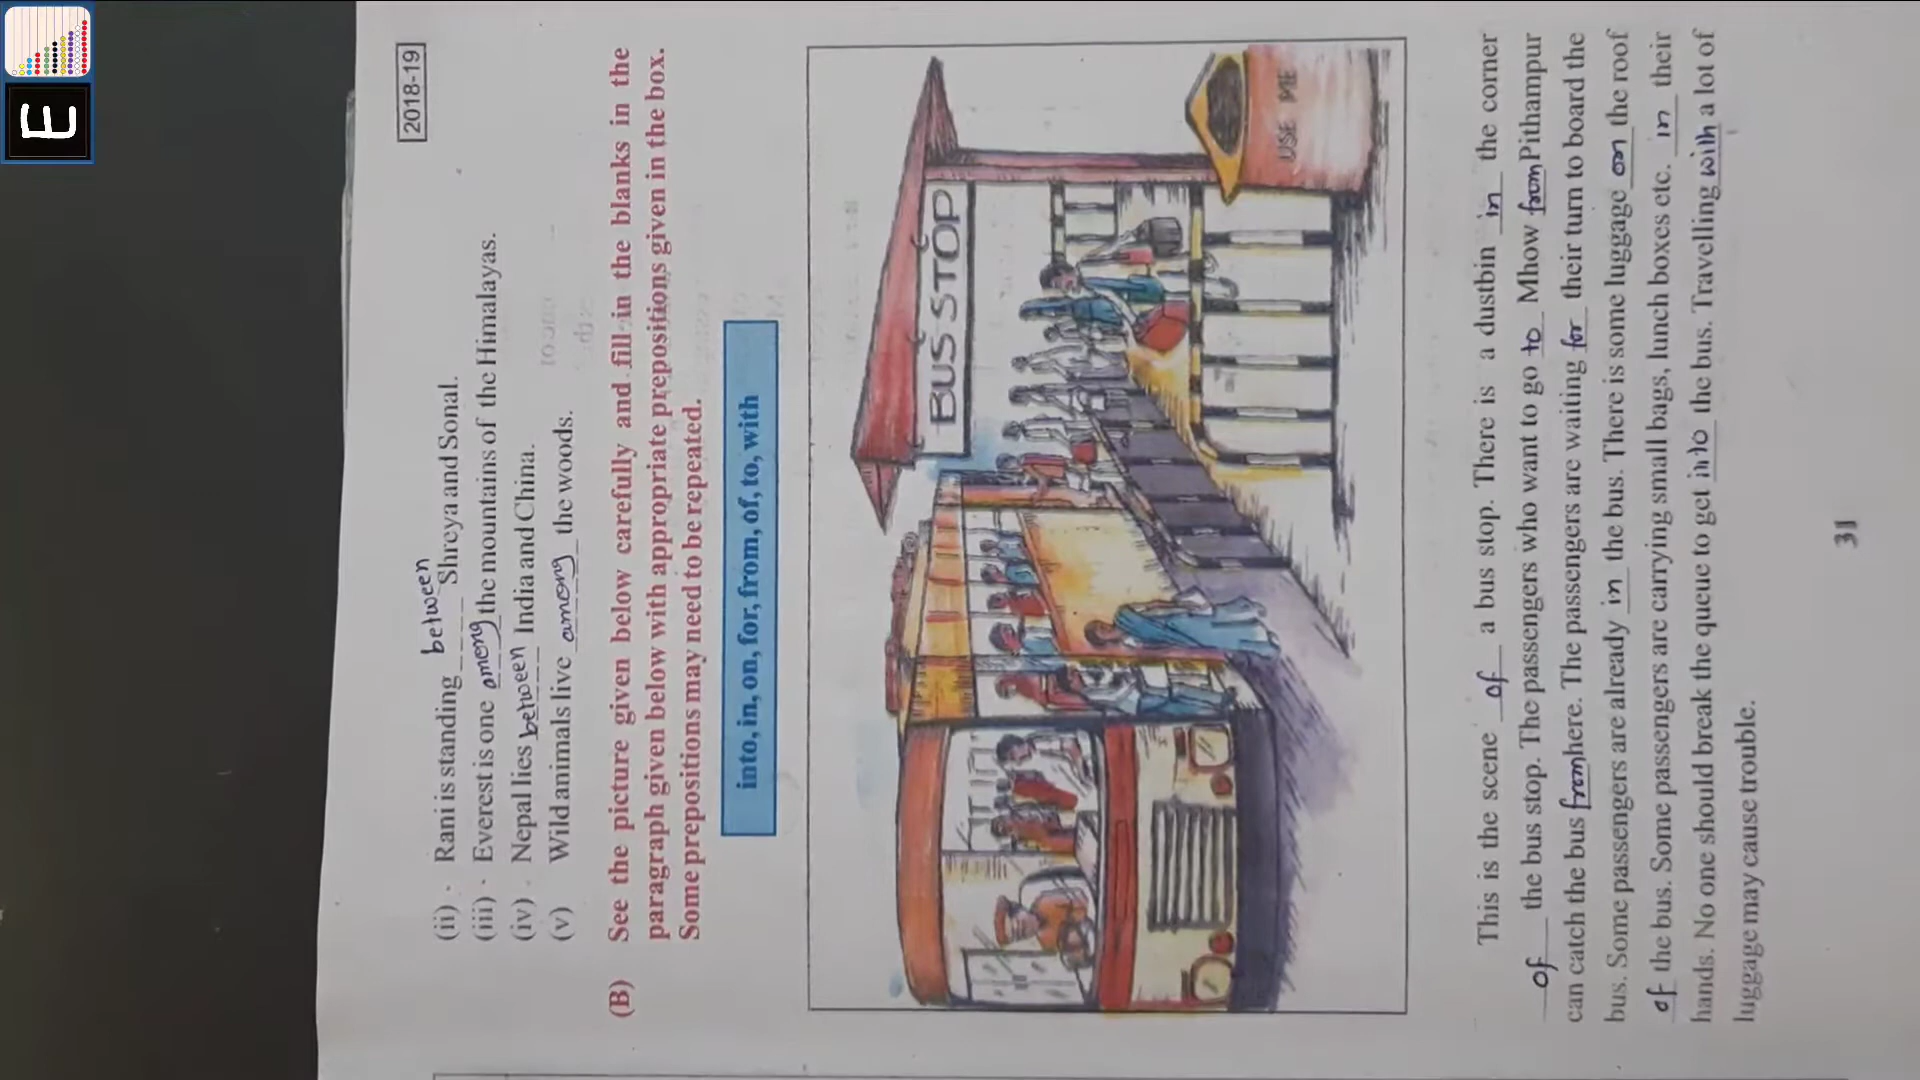 E
2018-19
(ii) Rani is standing between Shreya and Sonal.
(iii) Everest is one among the mountains of the Himalayas.
(iv) Nepal lies between India and China.
(v) Wild animals live among the woods.
(B) See the picture given below carefully and fill in the blanks in the
paragraph given below with appropriate prepositions given in the box.
Some prepositions may need to be repeated.
into, in, on, for, from, of, to, with
BUS STOP
USE ME
This is the scene of a bus stop. There is a dustbin in the corner
of the bus stop. The passengers who want to go to Mhow from Pithampur
can catch the bus from here. The passengers are waiting for their turn to board the
bus. Some passengers are already in the bus. There is some luggage on the roof
of the bus. Some passengers are carrying small bags, lunch boxes etc. in their
hands. No one should break the queue to get into the bus. Travelling with a lot of
luggage may cause trouble.
31